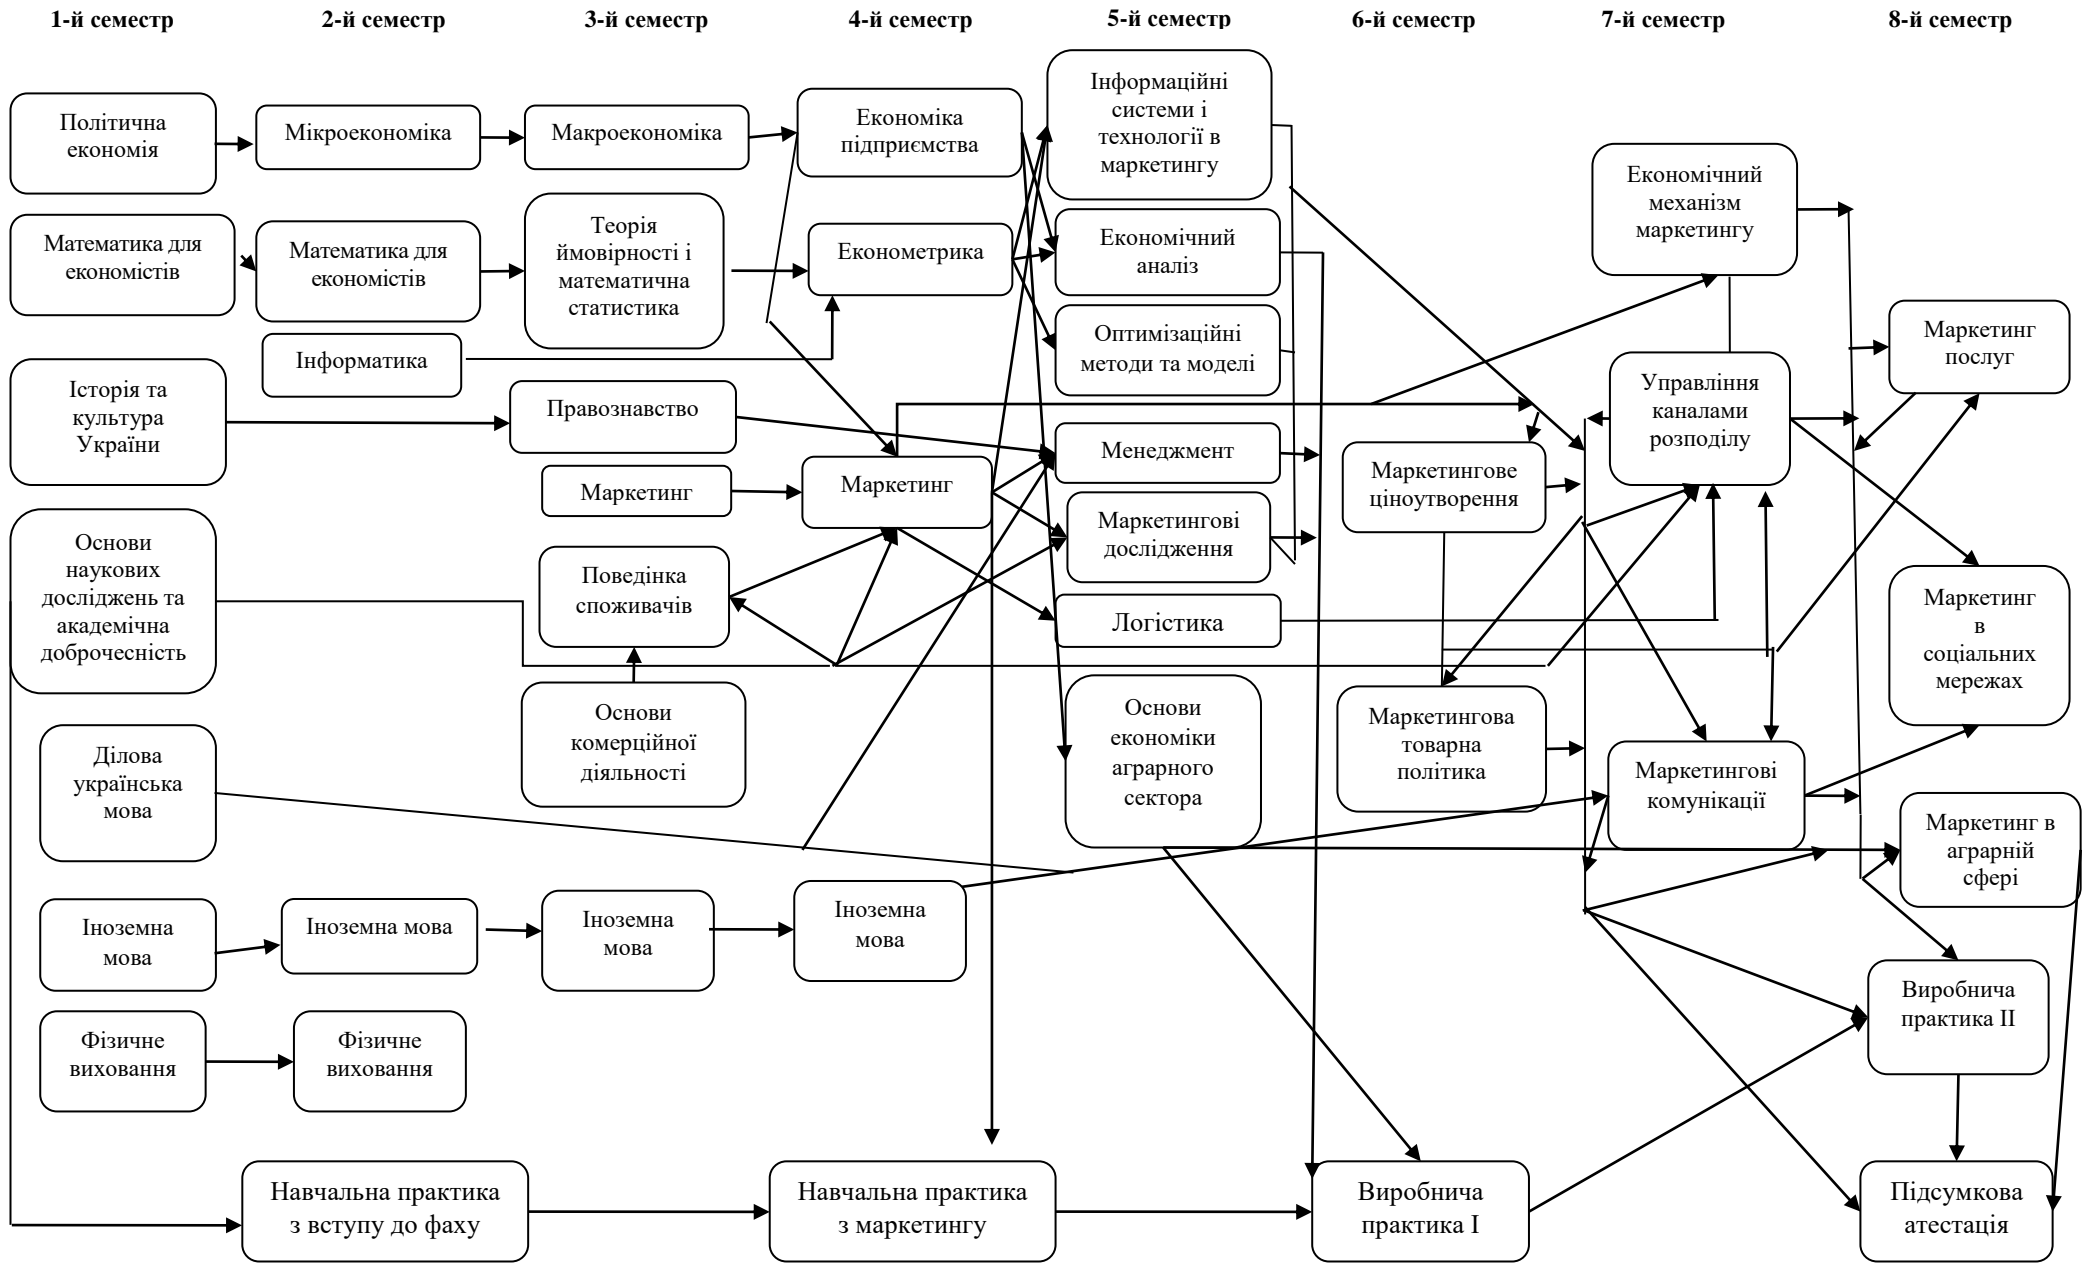 1-й семестр
2-й семестр
3-й семестр
4-й семестр
5-й семестр
6-й семестр
7-й семестр
8-й семестр
Політична
економія
Математика для
економістів
Історія та
культура
України
Основи
наукових
досліджень та
академічна
доброчесність
Ділова
українська
мова
Іноземна
мова
Фізичне
виховання
Мікроекономіка
Математика для
економістів
Інформатика
Іноземна мова
Фізичне
виховання
Навчальна практика
з вступу до фаху
Макроекономіка
Теорія
ймовірності і
математична
статистика
Правознавство
Маркетинг
Поведінка
споживачів
Основи
комерційної
діяльності
Іноземна
мова
Економіка
підприємства
Економетрика
Маркетинг
Іноземна
мова
Навчальна практика
з маркетингу
Інформаційні
системи і
технології в
маркетингу
Економічний
аналіз
Оптимізаційні
методи та моделі
Менеджмент
Маркетингові
дослідження
Логістика
Основи
економіки
аграрного
сектора
Маркетингове
ціноутворення
Маркетингова
товарна
політика
Виробнича
практика І
Економічний
механізм
маркетингу
Управління
каналами
розподілу
Маркетингові
комунікації
Маркетинг
послуг
Маркетинг
в
соціальних
мережах
Маркетинг в
аграрній
сфері
Виробнича
практика ІІ
Підсумкова
атестація